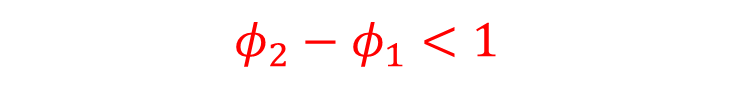 𝜙₂ − 𝜙₁ < 1